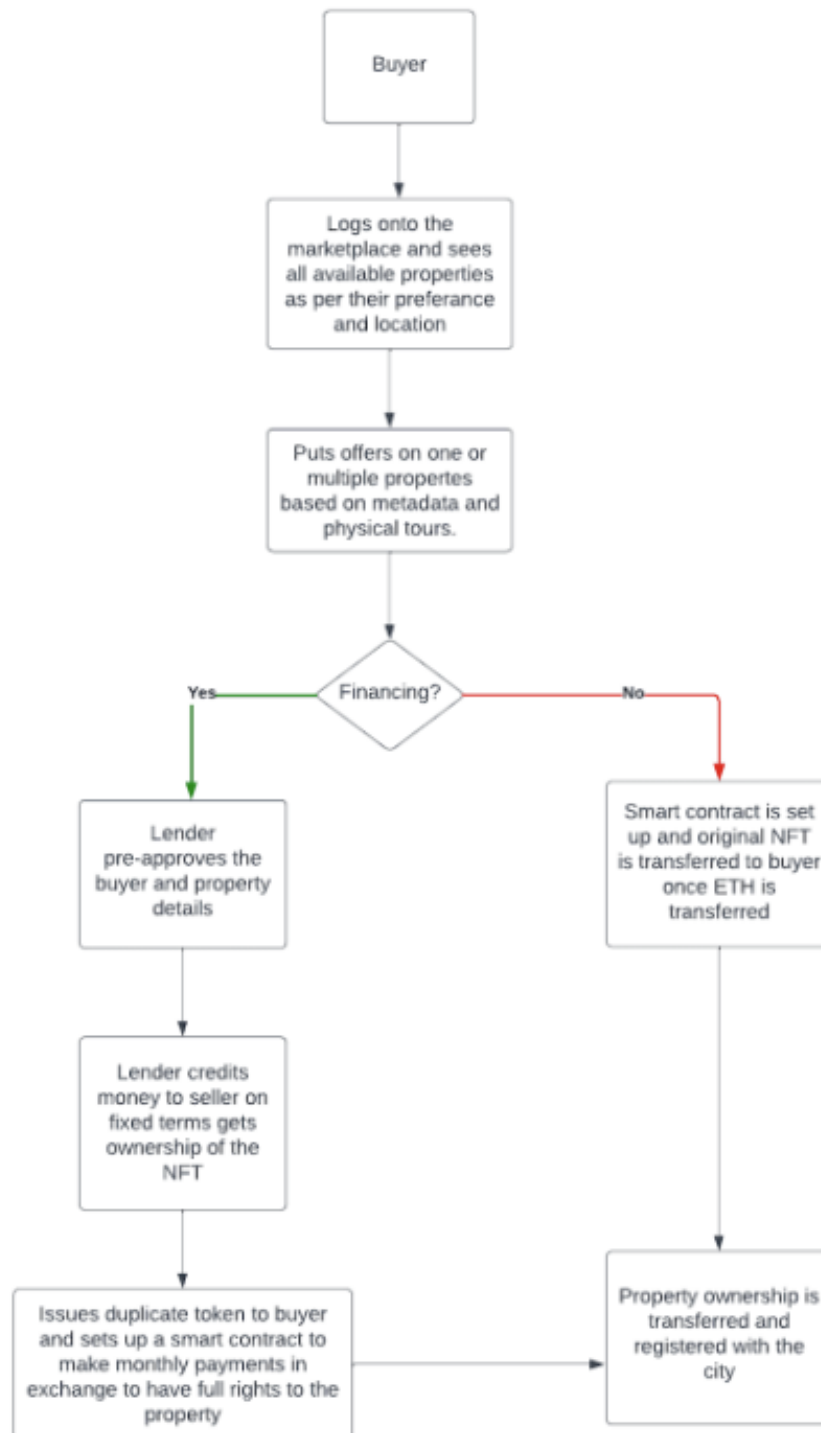 Buyer
Logs onto the
marketplace and sees
all available properties
as per their preferance
and location
Puts offers on one or
multiple propertes
based on metadata and
physical tours.
Financing?
Yes
No
Lender
pre-approves the
buyer and property
details
Smart contract is set
up and original NFT
is transferred to buyer
once ETH is
transferred
Lender credits
money to seller on
fixed terms gets
ownership of the
NFT
Issues duplicate token to buyer
and sets up a smart contract to
make monthly payments in
exchange to have full rights to the
property
Property ownership is
transferred and
registered with the
city